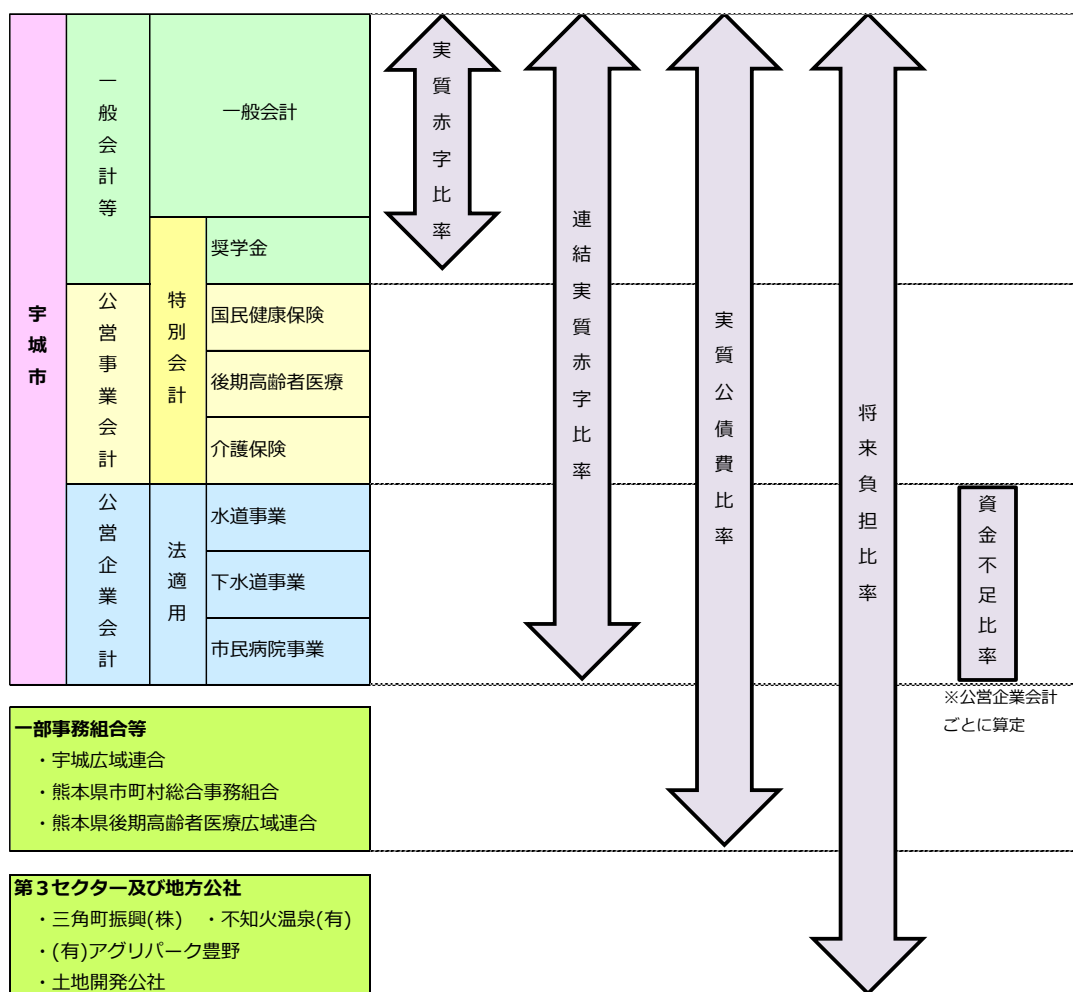 宇城市
一般会計等
一般会計
特別会計
奨学金
公営事業会計
国民健康保険
後期高齢者医療
介護保険
公営企業会計
法適用
水道事業
下水道事業
市民病院事業
実質赤字比率
連結実質赤字比率
実質公債費比率
将来負担比率
資金不足比率
※公営企業会計
ごとに算定
一部事務組合等
・宇城広域連合
・熊本県市町村総合事務組合
・熊本県後期高齢者医療広域連合
第3セクター及び地方公社
・三角町振興(株) ・不知火温泉(有)
・(有)アグリパーク豊野
・土地開発公社